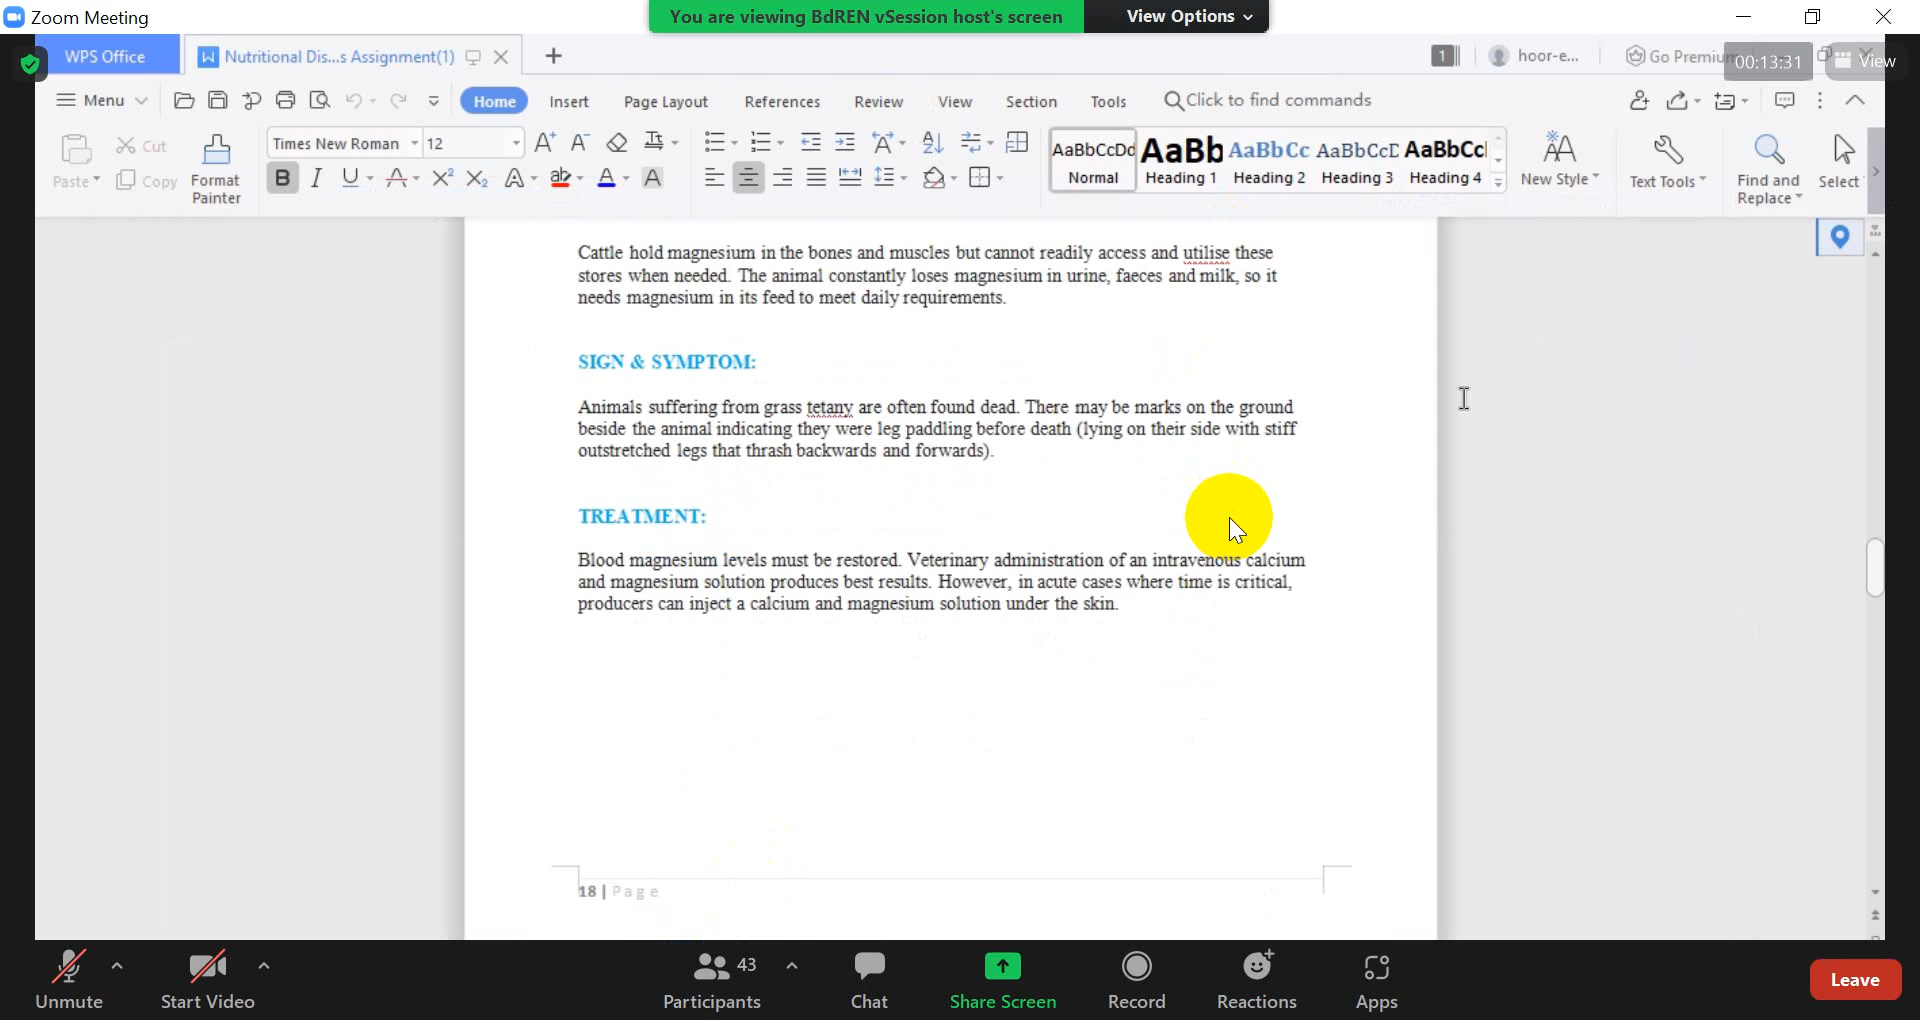 Zoom Meeting
You are viewing BdREN vSession host's screen
View Options
WPS Office
Nutritional Dis...s Assignment(1)
1
hoor-e...
Go Premium
00:13:31
View
Menu
Home
Insert
Page Layout
References
Review
View
Section
Tools
Click to find commands
Paste
Cut
Copy
Format
Painter
Times New Roman
12
AaBbCcDd
Normal
AaBb
Heading 1
AaBbCc
Heading 2
AaBbCcD
Heading 3
AaBbCc
Heading 4
New Style
Text Tools
Find and
Replace
Select
Cattle hold magnesium in the bones and muscles but cannot readily access and utilise these
stores when needed. The animal constantly loses magnesium in urine, faeces and milk, so it
needs magnesium in its feed to meet daily requirements.
SIGN & SYMPTOM:
Animals suffering from grass tetany are often found dead. There may be marks on the ground
beside the animal indicating they were leg paddling before death (lying on their side with stiff
outstretched legs that thrash backwards and forwards).
TREATMENT:
Blood magnesium levels must be restored. Veterinary administration of an intravenous calcium
and magnesium solution produces best results. However, in acute cases where time is critical,
producers can inject a calcium and magnesium solution under the skin.
18 | Page
Unmute
Start Video
43
Participants
Chat
Share Screen
Record
Reactions
Apps
Leave